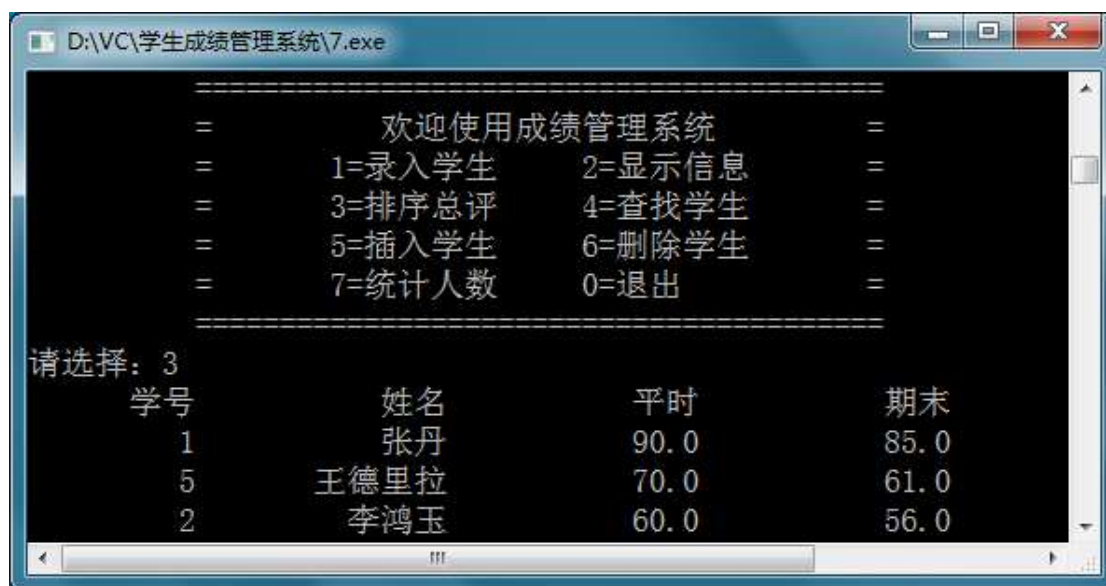 D:\VC\学生成绩管理系统\7.exe
=========================================
= 欢迎使用成绩管理系统 =
= 1=录入学生 2=显示信息 =
= 3=排序总评 4=查找学生 =
= 5=插入学生 6=删除学生 =
= 7=统计人数 0=退出 =
=========================================
请选择：3
学号 姓名 平时 期末
1 张丹 90.0 85.0
5 王德里拉 70.0 61.0
2 李鸿玉 60.0 56.0